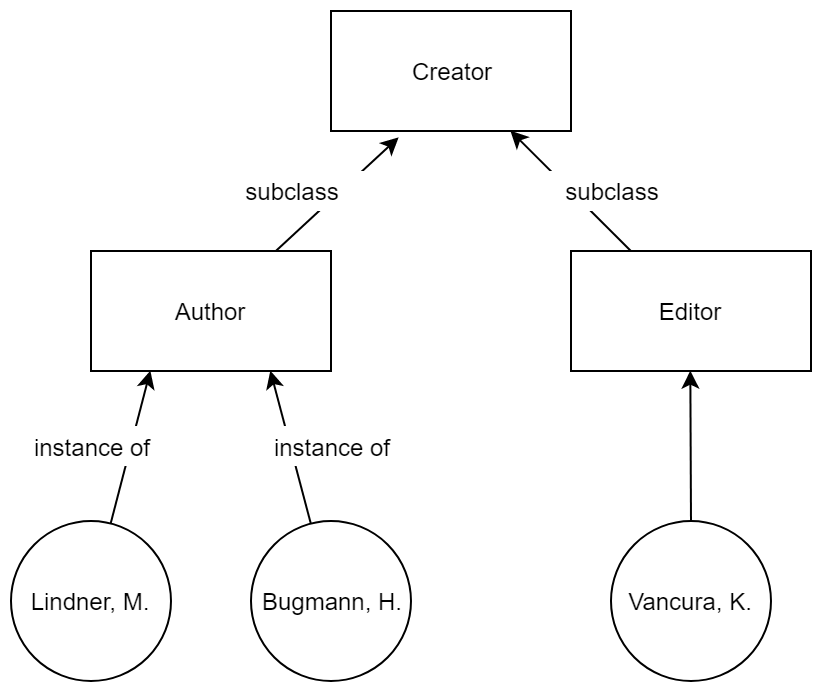 Creator
subclass
subclass
Author
Editor
instance of
instance of
Lindner, M.
Bugmann, H.
Vancura, K.